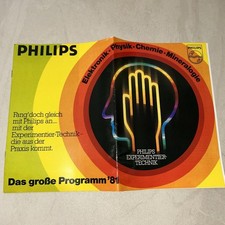 PHILIPS
Elektronik · Physik · Chemie · Mineralogie
Fang' doch gleich
mit Philips an...
mit der
Experimentier-Technik
die aus der
Praxis kommt.
PHILIPS
EXPERIMENTIER-
TECHNIK
Das große Programm '81